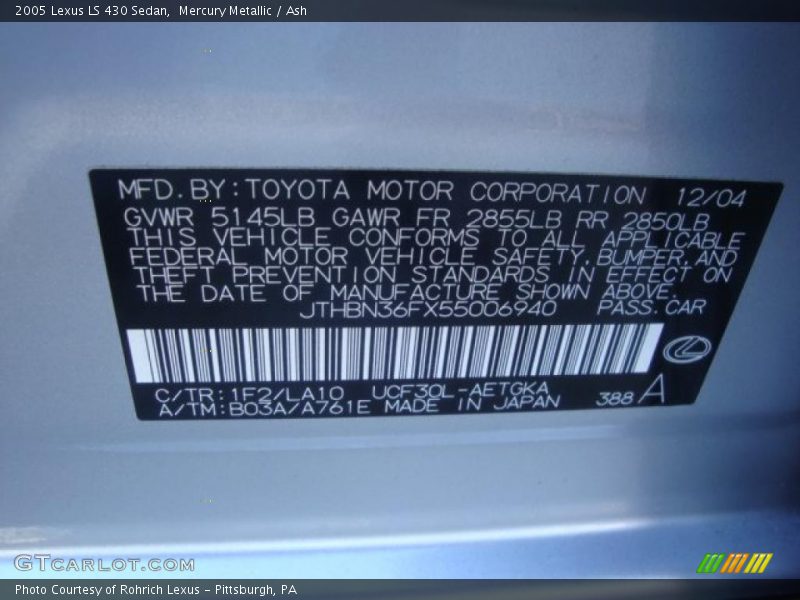 2005 Lexus LS 430 Sedan,  Mercury Metallic / Ash
MFD. BY: TOYOTA MOTOR CORPORATION 12/04
GVWR 5145LB GAWR FR 2855LB RR 2850LB
THIS VEHICLE CONFORMS TO ALL APPLICABLE
FEDERAL MOTOR VEHICLE SAFETY, BUMPER, AND
THEFT PREVENTION STANDARDS IN EFFECT ON
THE DATE OF MANUFACTURE SHOWN ABOVE.
JTHBN36FX55006940 PASS. CAR
C/TR: 1F2/LA10 UCF30L-AETGKA
A/TM: B03A/A761E MADE IN JAPAN 388 A
GTCARLOT.COM
Photo Courtesy of Rohrich Lexus - Pittsburgh, PA